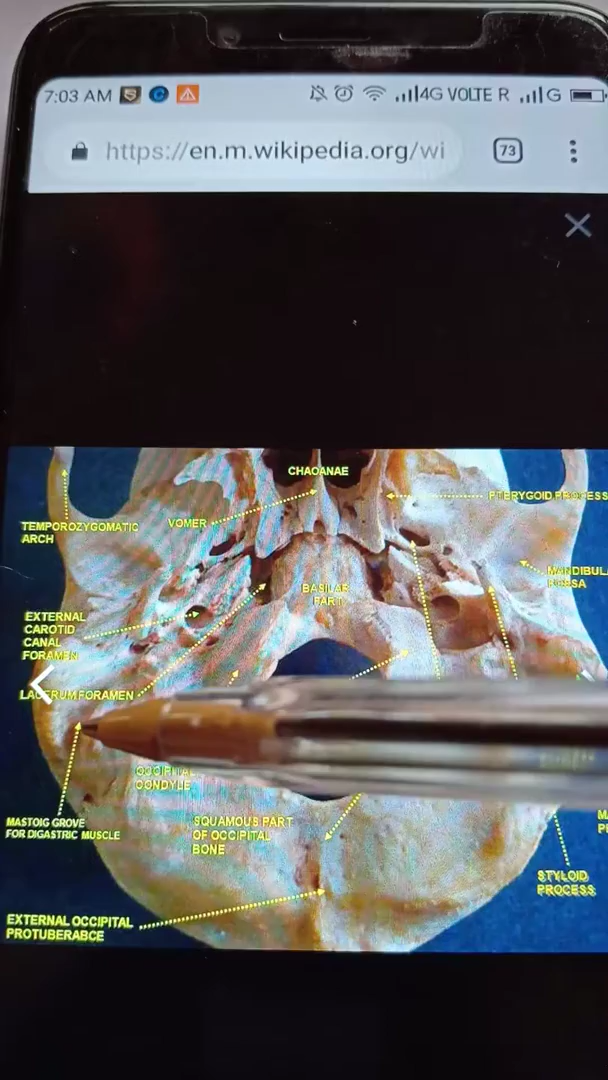 7:03 AM
4G VOLTE R
G
https://en.m.wikipedia.org/wi
73
CHAOANAE
PTERYGOID PROCESS
VOMER
TEMPOROZYGOMATIC
ARCH
MANDIBULA
BASILAR
PART
EXTERNAL
CAROTID
CANAL
FORAMEN
LACERUM FORAMEN
OCCIPITAL
CONDYLE
MASTOIG GROVE
FOR DIGASTRIC MUSCLE
SQUAMOUS PART
OF OCCIPITAL
BONE
STYLOID
PROCESS
EXTERNAL OCCIPITAL
PROTUBERABCE